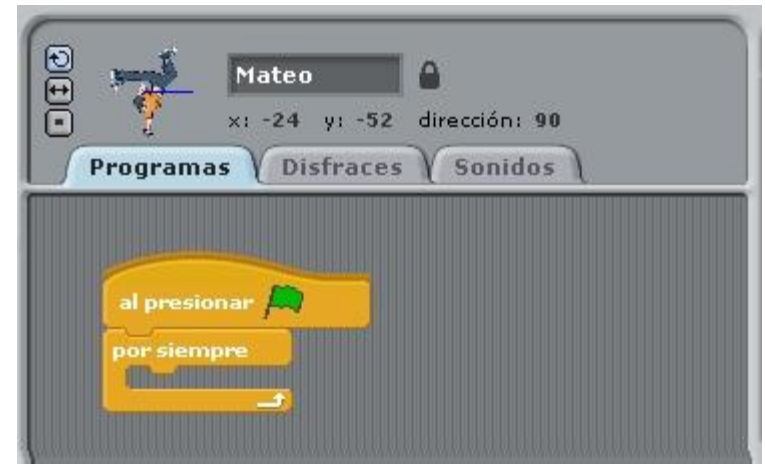 Mateo
x: -24 y: -52 dirección: 90
Programas Disfraces Sonidos
al presionar
por siempre